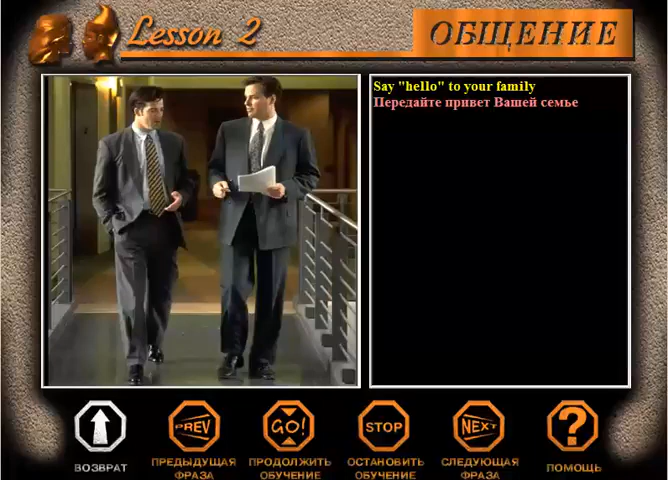 Lesson 2
ОБЩЕНИЕ
Say "hello" to your family
Передайте привет Вашей семье
PREV
GO!
STOP
NEXT
?
ВОЗВРАТ
ПРЕДЫДУЩАЯ
ФРАЗА
ПРОДОЛЖИТЬ
ОБУЧЕНИЕ
ОСТАНОВИТЬ
ОБУЧЕНИЕ
СЛЕДУЮЩАЯ
ФРАЗА
ПОМОЩЬ